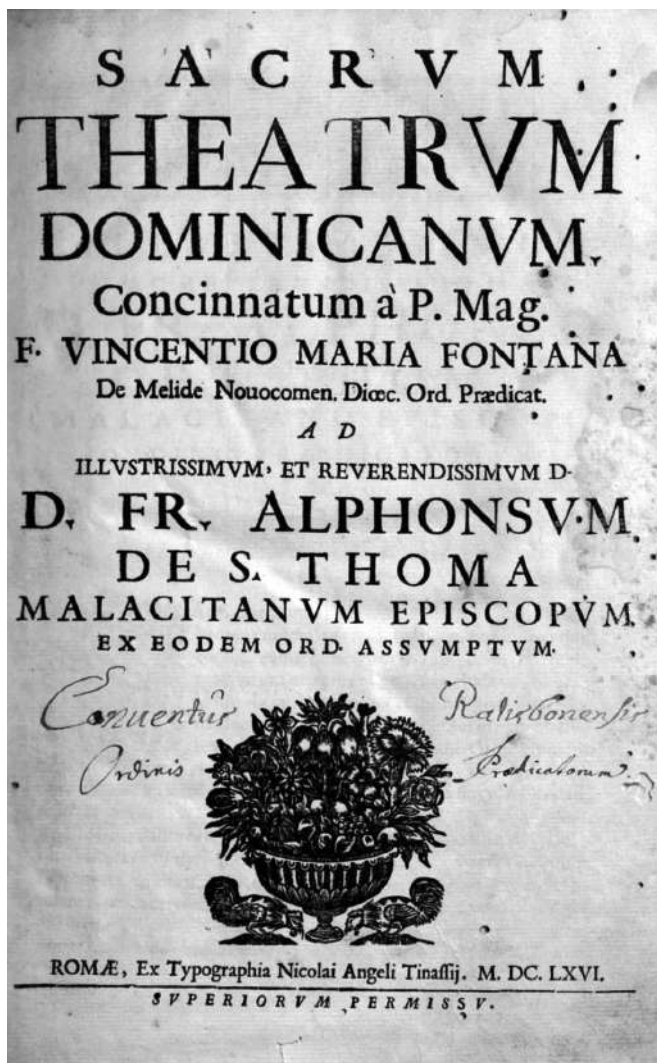 SACRVM
THEATRVM
DOMINICANVM.
Concinnatum à P. Mag.
F. VINCENTIO MARIA FONTANA
De Melide Nouocomen. Diœc. Ord. Prædicat.
AD
ILLVSTRISSIMVM, ET REVERENDISSIMVM D.
D. FR. ALPHONSVM
DE S. THOMA
MALACITANVM EPISCOPVM
EX EODEM ORD. ASSVMPTVM.
Conuentûs Ratisbonensis
Ordinis Prædicatorum
ROMÆ, Ex Typographia Nicolai Angeli Tinassij. M. DC. LXVI.
SVPERIORVM PERMISSV.